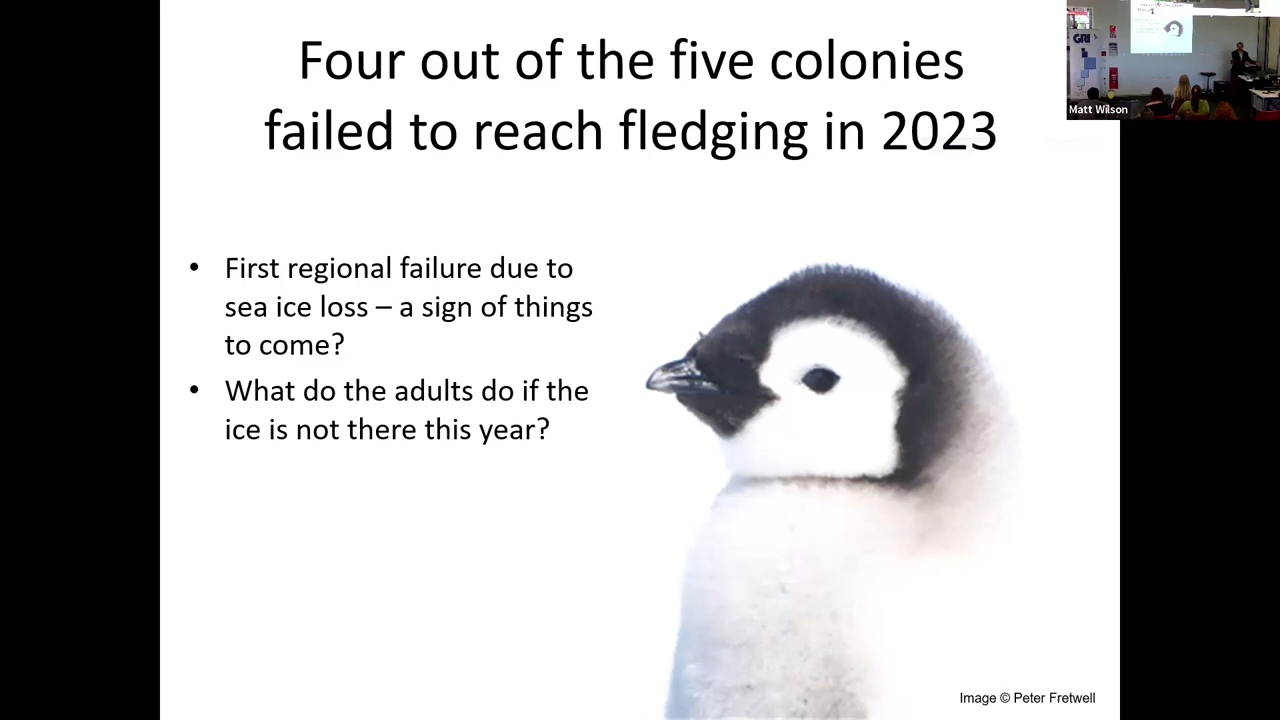 Four out of the five colonies
failed to reach fledging in 2023
• First regional failure due to
sea ice loss – a sign of things
to come?
• What do the adults do if the
ice is not there this year?
Image © Peter Fretwell
GRI
Matt Wilson